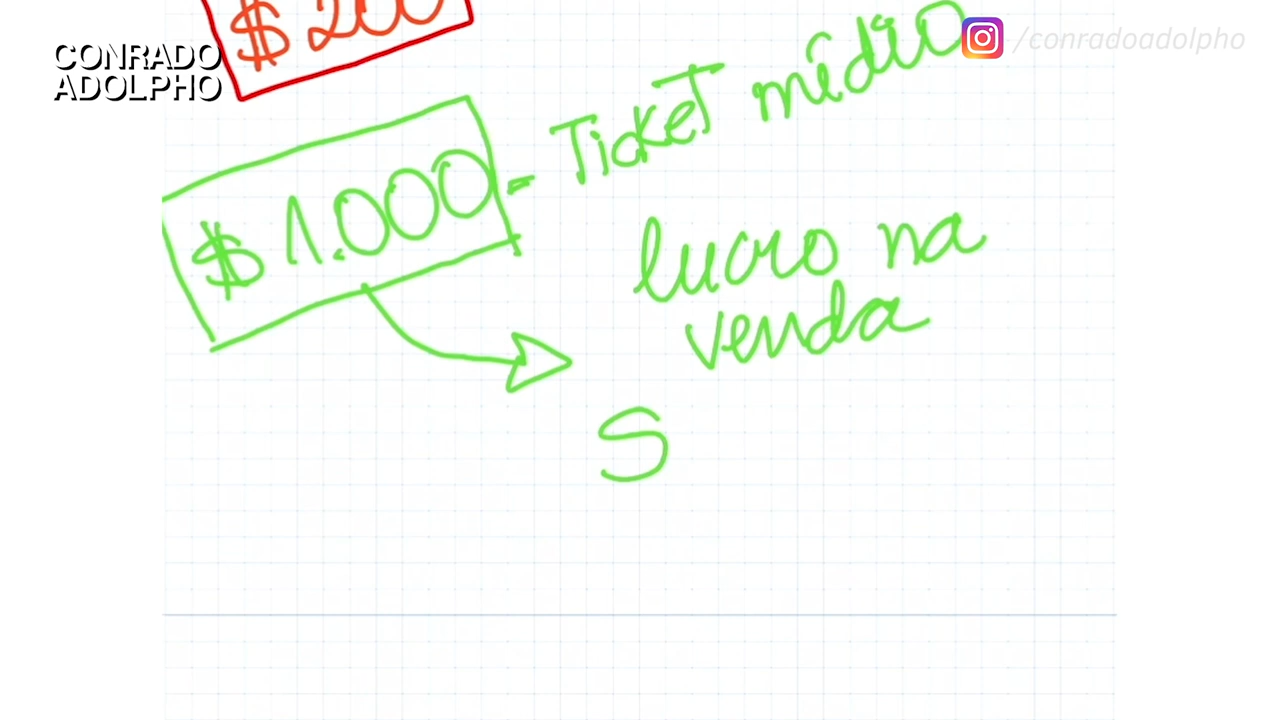 $ 200
CONRADO
ADOLPHO
/conradoadolpho
$ 1.000 - Ticket médio
lucro na
venda
S